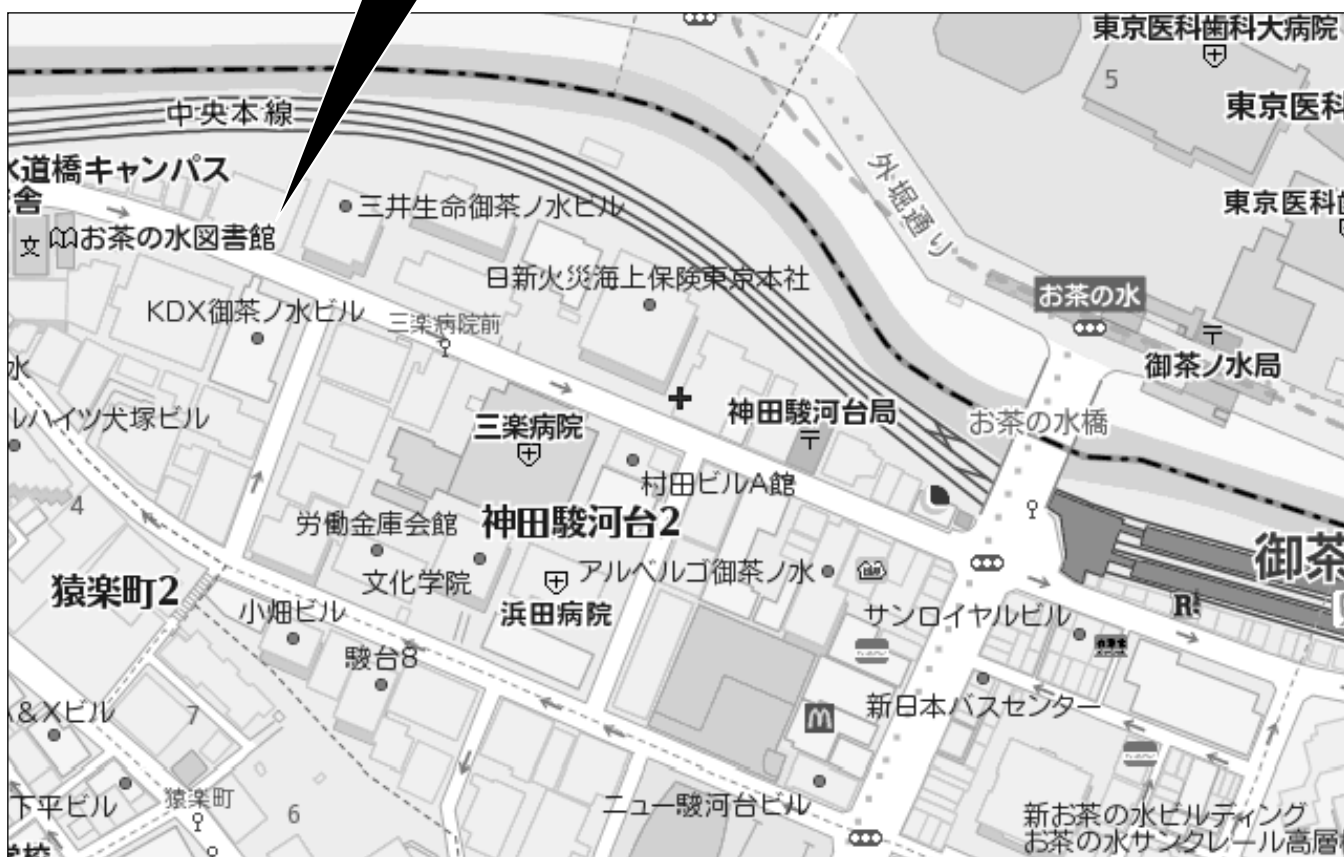 東京医科歯科大病院
5
東京医科
中央本線
水道橋キャンパス
舎
文
お茶の水図書館
三井生命御茶ノ水ビル
外堀通り
東京医科歯
日新火災海上保険東京本社
お茶の水
KDX御茶ノ水ビル
三楽病院前
御茶ノ水局
水
ルハイツ犬塚ビル
三楽病院
神田駿河台局
お茶の水橋
村田ビルA館
4
労働金庫会館
神田駿河台2
御茶
文化学院
アルベルゴ御茶ノ水
猿楽町2
小畑ビル
浜田病院
サンロイヤルビル
駿台8
A&Xビル
7
新日本バスセンター
下平ビル
猿楽町
6
ニュー駿河台ビル
新お茶の水ビルディング
お茶の水サンクレール高層
学校